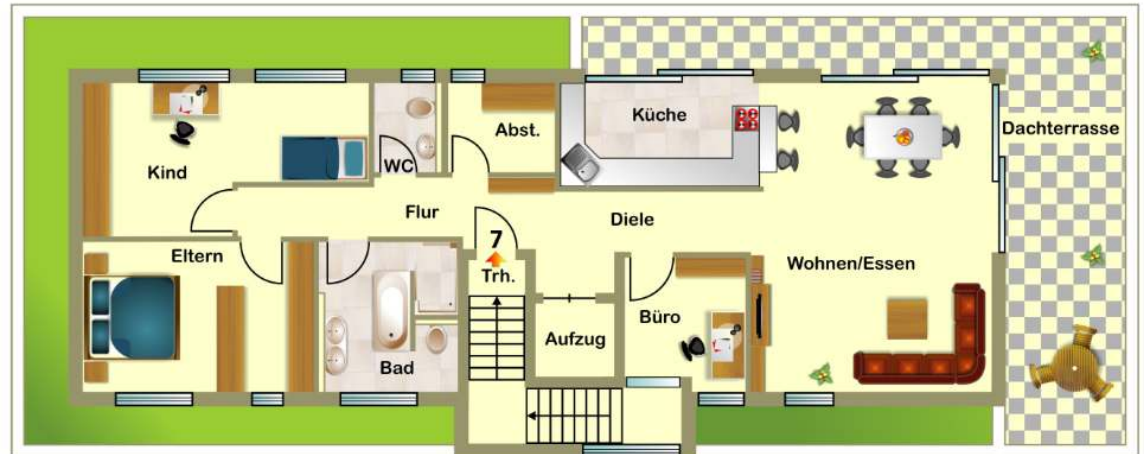 Küche
Abst.
Dachterrasse
WC
Kind
Flur
Diele
7
Eltern
Trh.
Wohnen/Essen
Büro
Aufzug
Bad